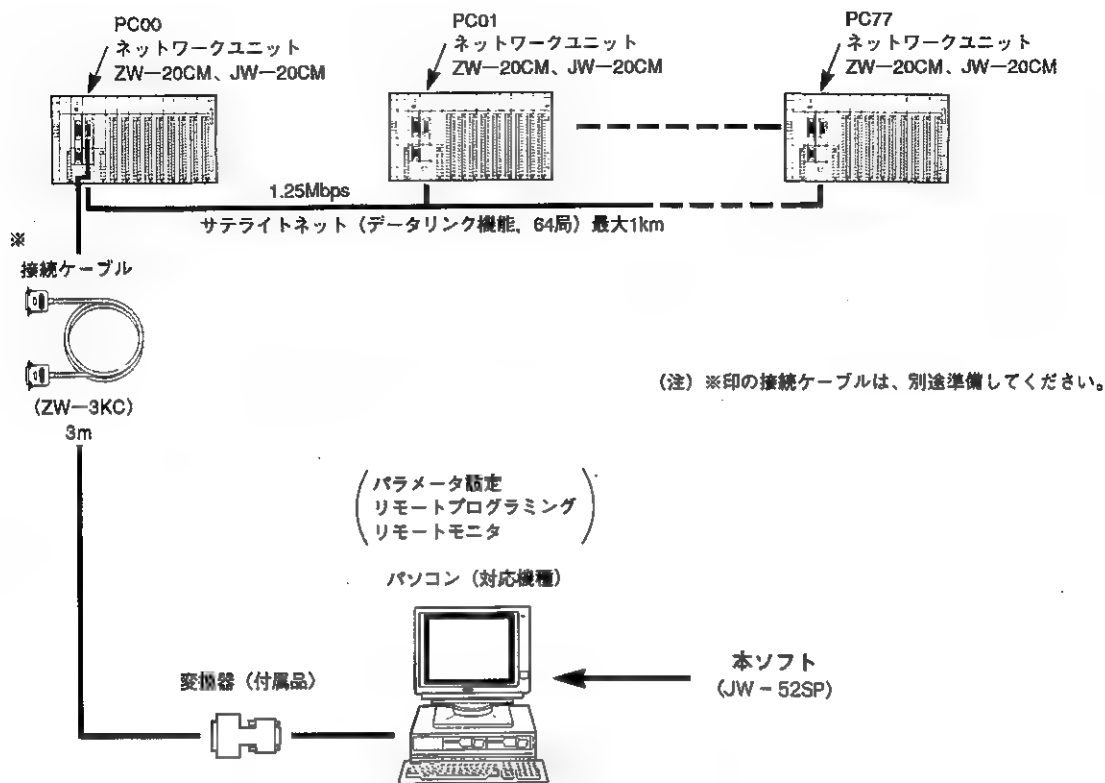 PC00
ネットワークユニット
ZW－20CM、JW－20CM
PC01
ネットワークユニット
ZW－20CM、JW－20CM
PC77
ネットワークユニット
ZW－20CM、JW－20CM
1.25Mbps
サテライトネット（データリンク機能，64局）最大1km
※
接続ケーブル
(ZW－3KC)
3m
（注）※印の接続ケーブルは、別途準備してください。
パラメータ設定
リモートプログラミング
リモートモニタ
パソコン（対応機種）
変換器（付属品）
本ソフト
(JW－52SP)